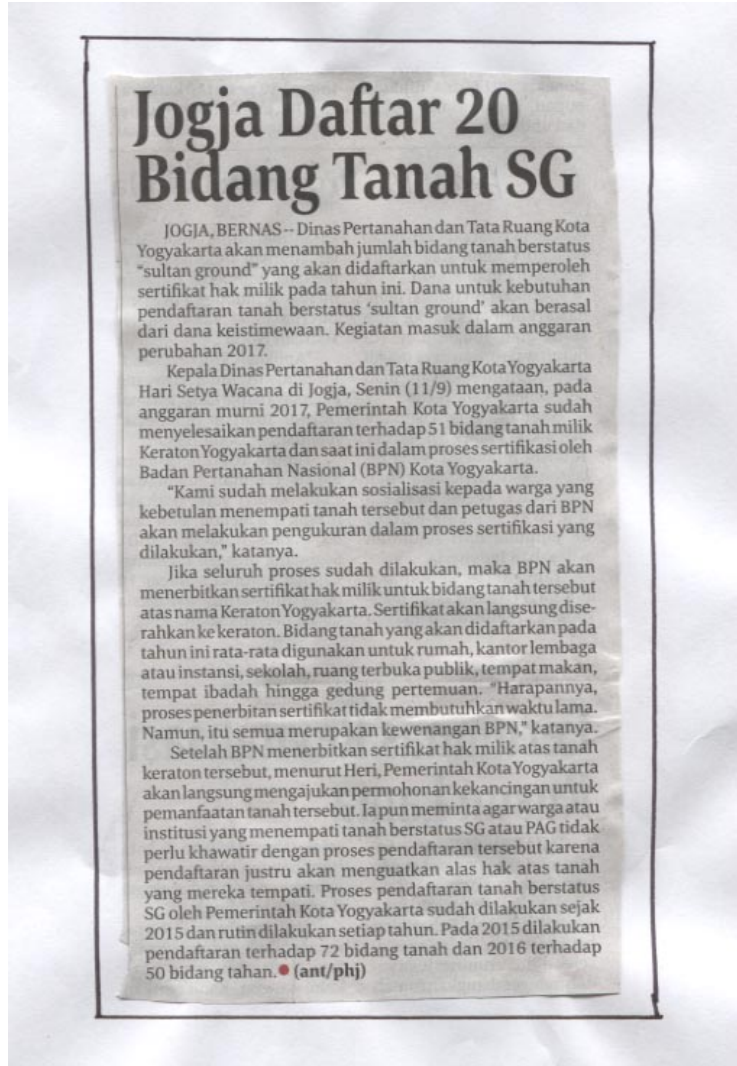 Jogja Daftar 20
Bidang Tanah SG
JOGJA, BERNAS -- Dinas Pertanahan dan Tata Ruang Kota
Yogyakarta akan menambah jumlah bidang tanah berstatus
"sultan ground" yang akan didaftarkan untuk memperoleh
sertifikat hak milik pada tahun ini. Dana untuk kebutuhan
pendaftaran tanah berstatus 'sultan ground' akan berasal
dari dana keistimewaan. Kegiatan masuk dalam anggaran
perubahan 2017.
Kepala Dinas Pertanahan dan Tata Ruang Kota Yogyakarta
Hari Setya Wacana di Jogja, Senin (11/9) mengataan, pada
anggaran murni 2017, Pemerintah Kota Yogyakarta sudah
menyelesaikan pendaftaran terhadap 51 bidang tanah milik
Keraton Yogyakarta dan saat ini dalam proses sertifikasi oleh
Badan Pertanahan Nasional (BPN) Kota Yogyakarta.
"Kami sudah melakukan sosialisasi kepada warga yang
kebetulan menempati tanah tersebut dan petugas dari BPN
akan melakukan pengukuran dalam proses sertifikasi yang
dilakukan," katanya.
Jika seluruh proses sudah dilakukan, maka BPN akan
menerbitkan sertifikat hak milik untuk bidang tanah tersebut
atas nama Keraton Yogyakarta. Sertifikat akan langsung dise-
rahkan ke keraton. Bidang tanah yang akan didaftarkan pada
tahun ini rata-rata digunakan untuk rumah, kantor lembaga
atau instansi, sekolah, ruang terbuka publik, tempat makan,
tempat ibadah hingga gedung pertemuan. "Harapannya,
proses penerbitan sertifikat tidak membutuhkan waktu lama.
Namun, itu semua merupakan kewenangan BPN," katanya.
Setelah BPN menerbitkan sertifikat hak milik atas tanah
keraton tersebut, menurut Heri, Pemerintah Kota Yogyakarta
akan langsung mengajukan permohonan kekancingan untuk
pemanfaatan tanah tersebut. Ia pun meminta agar warga atau
institusi yang menempati tanah berstatus SG atau PAG tidak
perlu khawatir dengan proses pendaftaran tersebut karena
pendaftaran justru akan menguatkan alas hak atas tanah
yang mereka tempati. Proses pendaftaran tanah berstatus
SG oleh Pemerintah Kota Yogyakarta sudah dilakukan sejak
2015 dan rutin dilakukan setiap tahun. Pada 2015 dilakukan
pendaftaran terhadap 72 bidang tanah dan 2016 terhadap
50 bidang tahan.● (ant/phj)